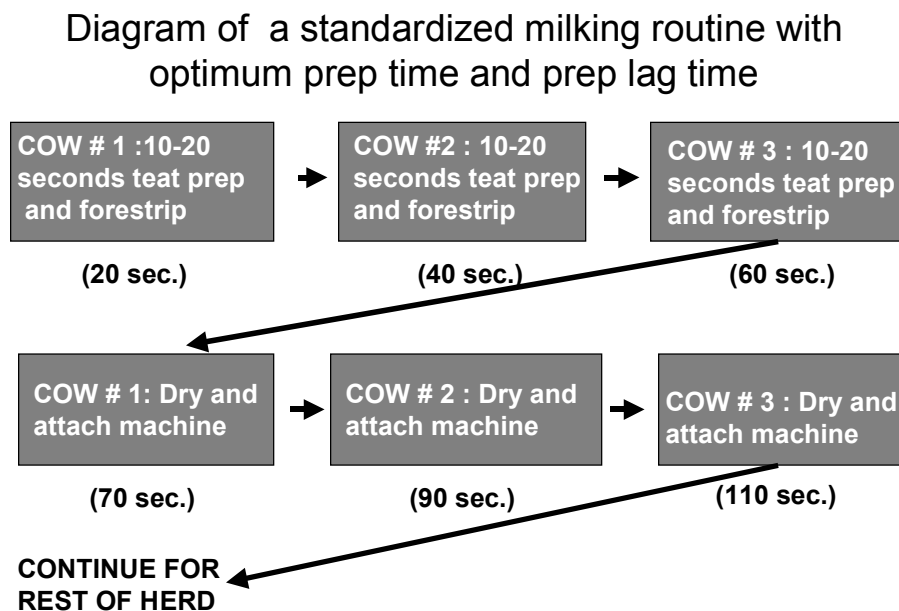 Diagram of a standardized milking routine with
optimum prep time and prep lag time
COW # 1 :10-20
seconds teat prep
and forestrip
COW #2 : 10-20
seconds teat prep
and forestrip
COW # 3 : 10-20
seconds teat prep
and forestrip
(20 sec.)
(40 sec.)
(60 sec.)
COW # 1: Dry and
attach machine
COW # 2 : Dry and
attach machine
COW # 3 : Dry and
attach machine
(70 sec.)
(90 sec.)
(110 sec.)
CONTINUE FOR
REST OF HERD